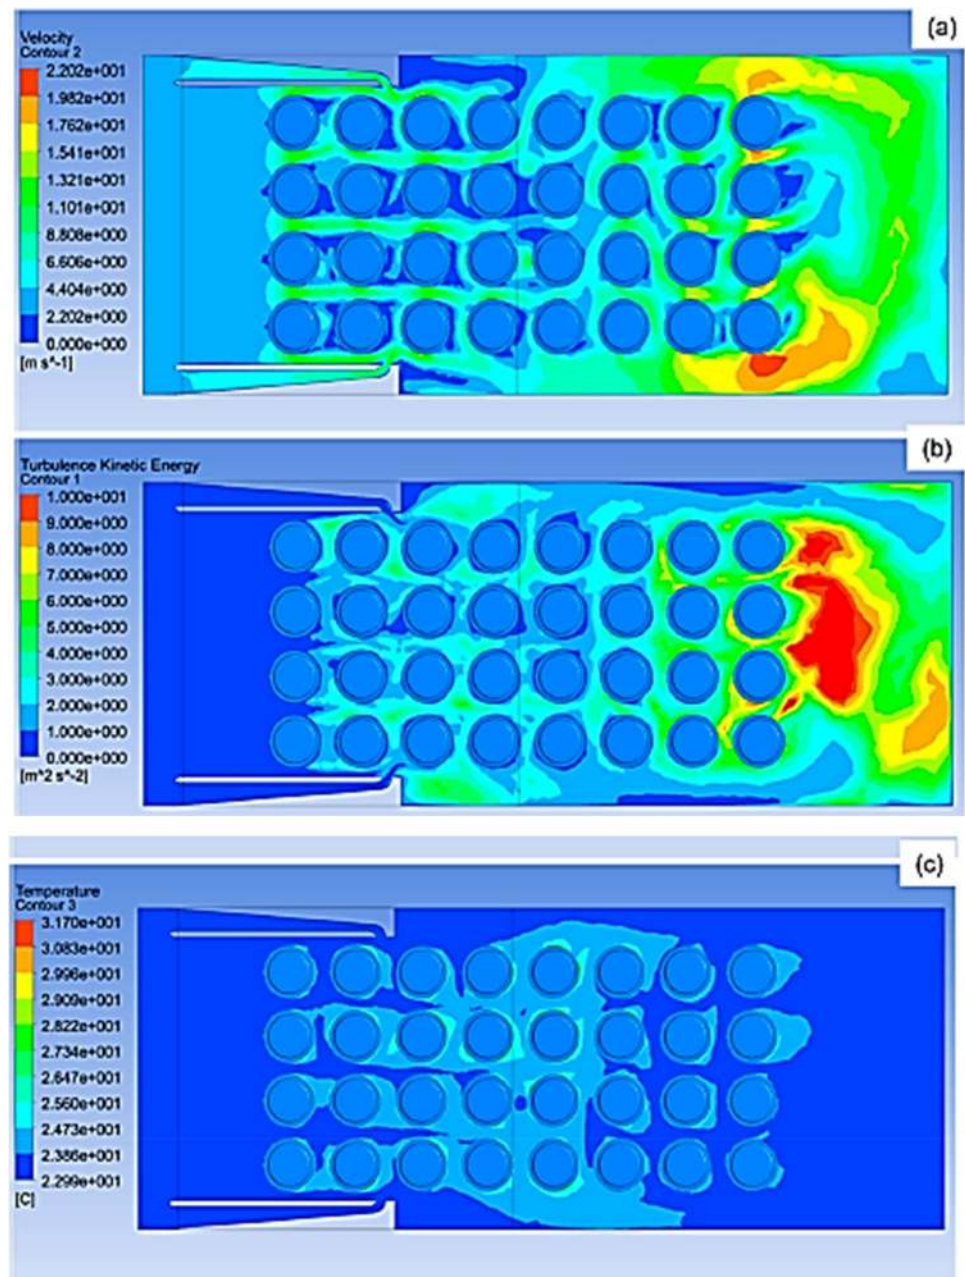 (a)
Velocity
Contour 2
2.202e+001
1.982e+001
1.762e+001
1.541e+001
1.321e+001
1.101e+001
8.808e+000
6.606e+000
4.404e+000
2.202e+000
0.000e+000
[m s^-1]
(b)
Turbulence Kinetic Energy
Contour 1
1.000e+001
9.000e+000
8.000e+000
7.000e+000
6.000e+000
5.000e+000
4.000e+000
3.000e+000
2.000e+000
1.000e+000
0.000e+000
[m^2 s^-2]
(c)
Temperature
Contour 3
3.170e+001
3.083e+001
2.996e+001
2.909e+001
2.822e+001
2.734e+001
2.647e+001
2.560e+001
2.473e+001
2.386e+001
2.299e+001
[C]